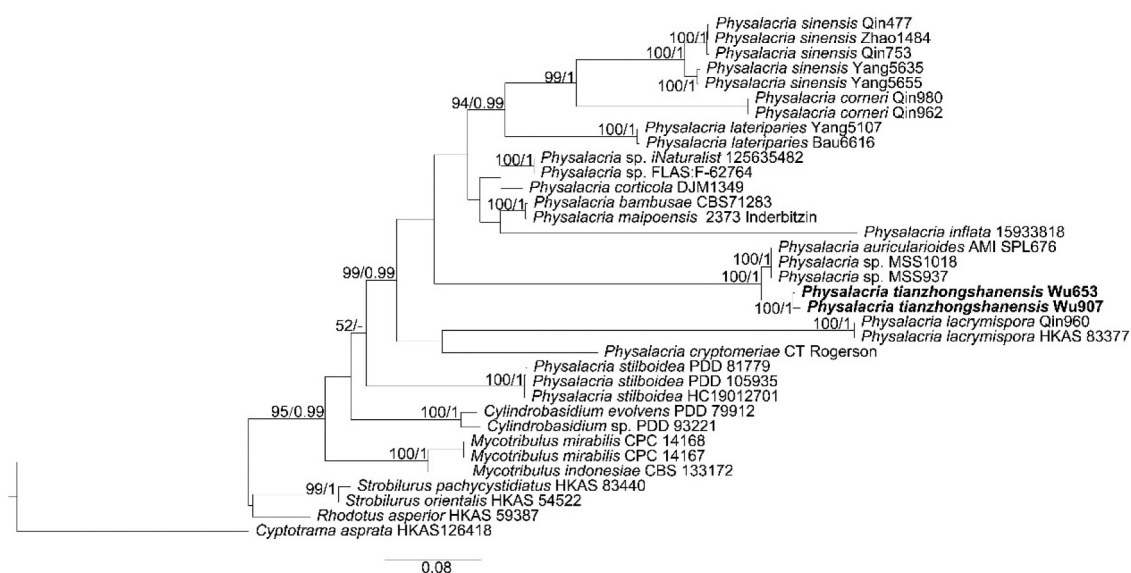 Physalacria sinensis Qin477
100/1 Physalacria sinensis Zhao1484
Physalacria sinensis Qin753
100/1
Physalacria sinensis Yang5635
99/1
100/1 Physalacria sinensis Yang5655
Physalacria corneri Qin980
94/0.99
Physalacria corneri Qin962
100/1 Physalacria lateriparies Yang5107
Physalacria lateriparies Bau6616
100/1 Physalacria sp. iNaturalist 125635482
Physalacria sp. FLAS:F-62764
Physalacria corticola DJM1349
100/1 Physalacria bambusae CBS71283
Physalacria maipoensis 2373 Inderbitzin
Physalacria inflata 15933818
Physalacria auricularioides AMI SPL676
100/1 Physalacria sp. MSS1018
99/0.99
100/1 Physalacria sp. MSS937
Physalacria tianzhongshanensis Wu653
100/1 Physalacria tianzhongshanensis Wu907
52/-
100/1 Physalacria lacrymispora Qin960
Physalacria lacrymispora HKAS 83377
Physalacria cryptomeriae CT Rogerson
Physalacria stilboidea PDD 81779
100/1 Physalacria stilboidea PDD 105935
Physalacria stilboidea HC19012701
95/0.99
100/1 Cylindrobasidium evolvens PDD 79912
Cylindrobasidium sp. PDD 93221
Mycotribulus mirabilis CPC 14168
100/1 Mycotribulus mirabilis CPC 14167
Mycotribulus indonesiae CBS 133172
99/1 Strobilurus pachycystidiatus HKAS 83440
Strobilurus orientalis HKAS 54522
Rhodotus asperior HKAS 59387
Cyptotrama asprata HKAS126418
0.08